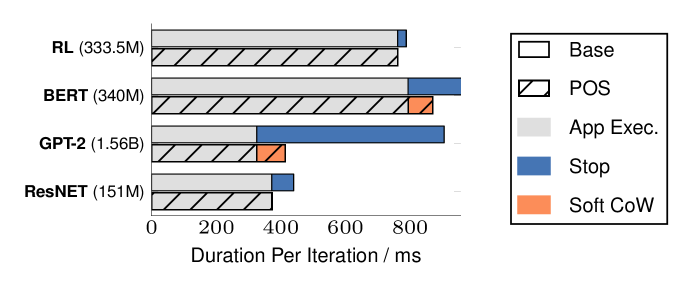 RL (333.5M)
BERT (340M)
GPT-2 (1.56B)
ResNET (151M)
0 200 400 600 800
Duration Per Iteration / ms
Base
POS
App Exec.
Stop
Soft CoW